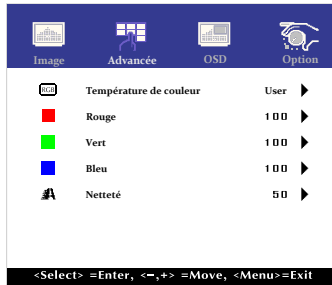 Image Advancée OSD Option
RGB Température de couleur User
Rouge 100
Vert 100
Bleu 100
Netteté 50
<Select> =Enter, <−,+> =Move, <Menu>=Exit